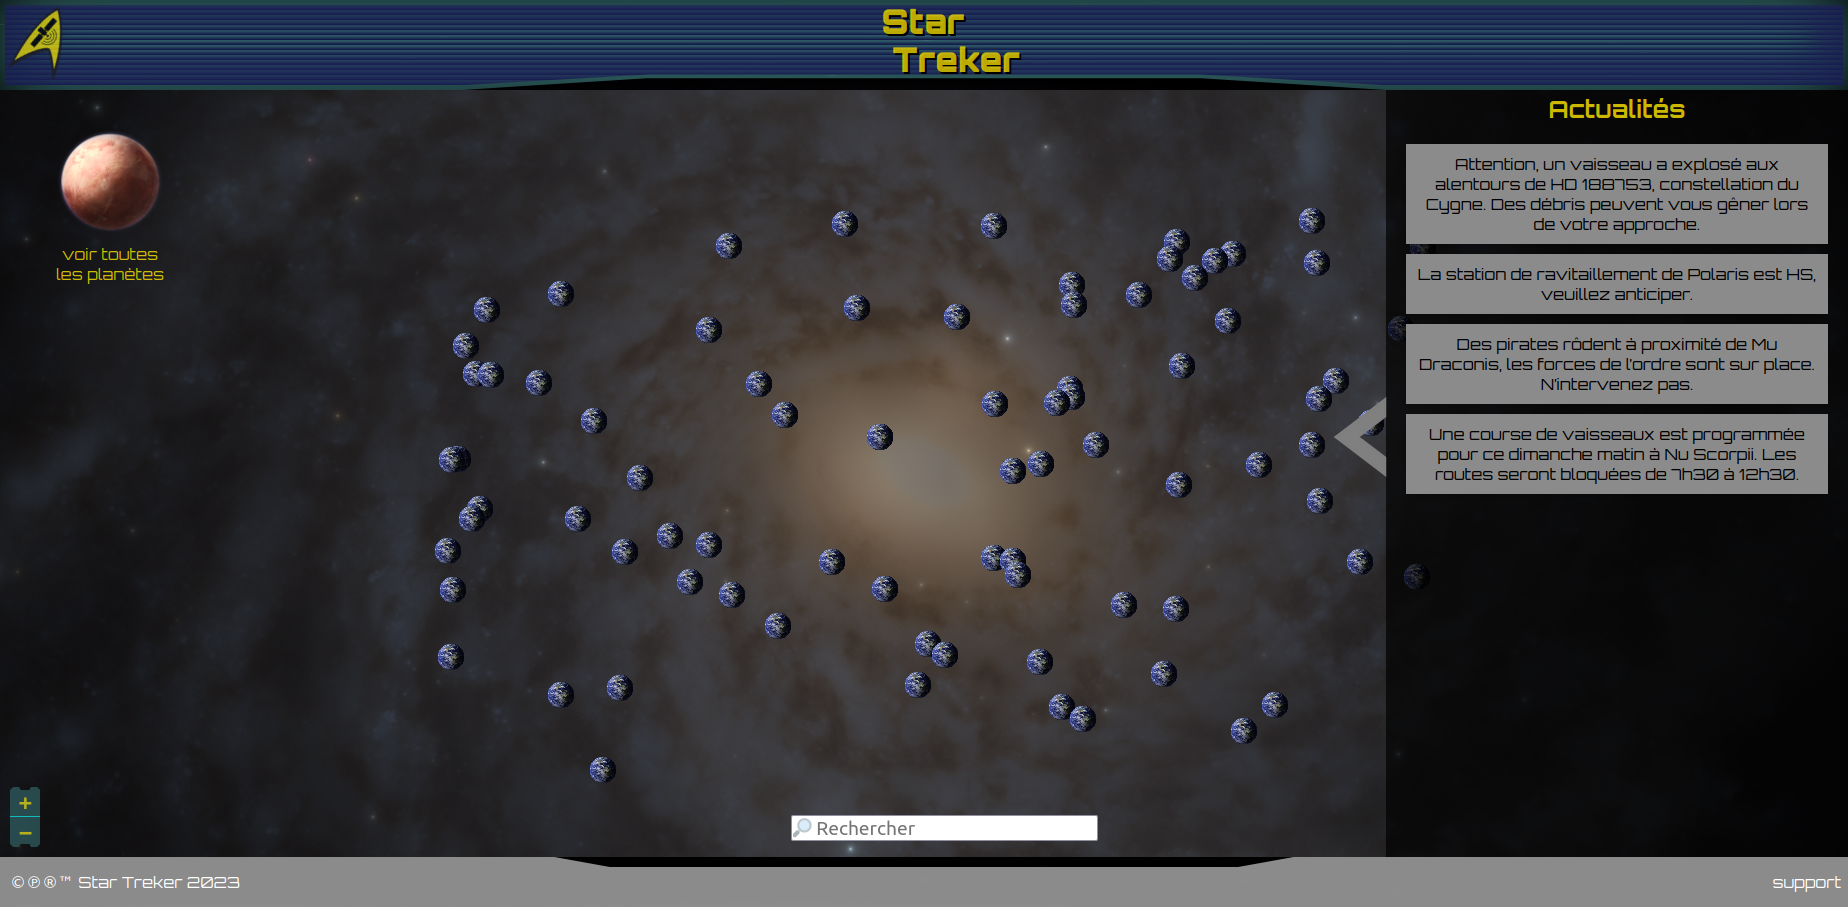 Star
Treker
voir toutes
les planètes
Actualités
Attention, un vaisseau a explosé aux
alentours de HD 188753, constellation du
Cygne. Des débris peuvent vous gêner lors
de votre approche.
La station de ravitaillement de Polaris est HS,
veuillez anticiper.
Des pirates rôdent à proximité de Mu
Draconis, les forces de l'ordre sont sur place.
N'intervenez pas.
Une course de vaisseaux est programmée
pour ce dimanche matin à Nu Scorpii. Les
routes seront bloquées de 7h30 à 12h30.
+
−
Rechercher
©℗®™ Star Treker 2023
support